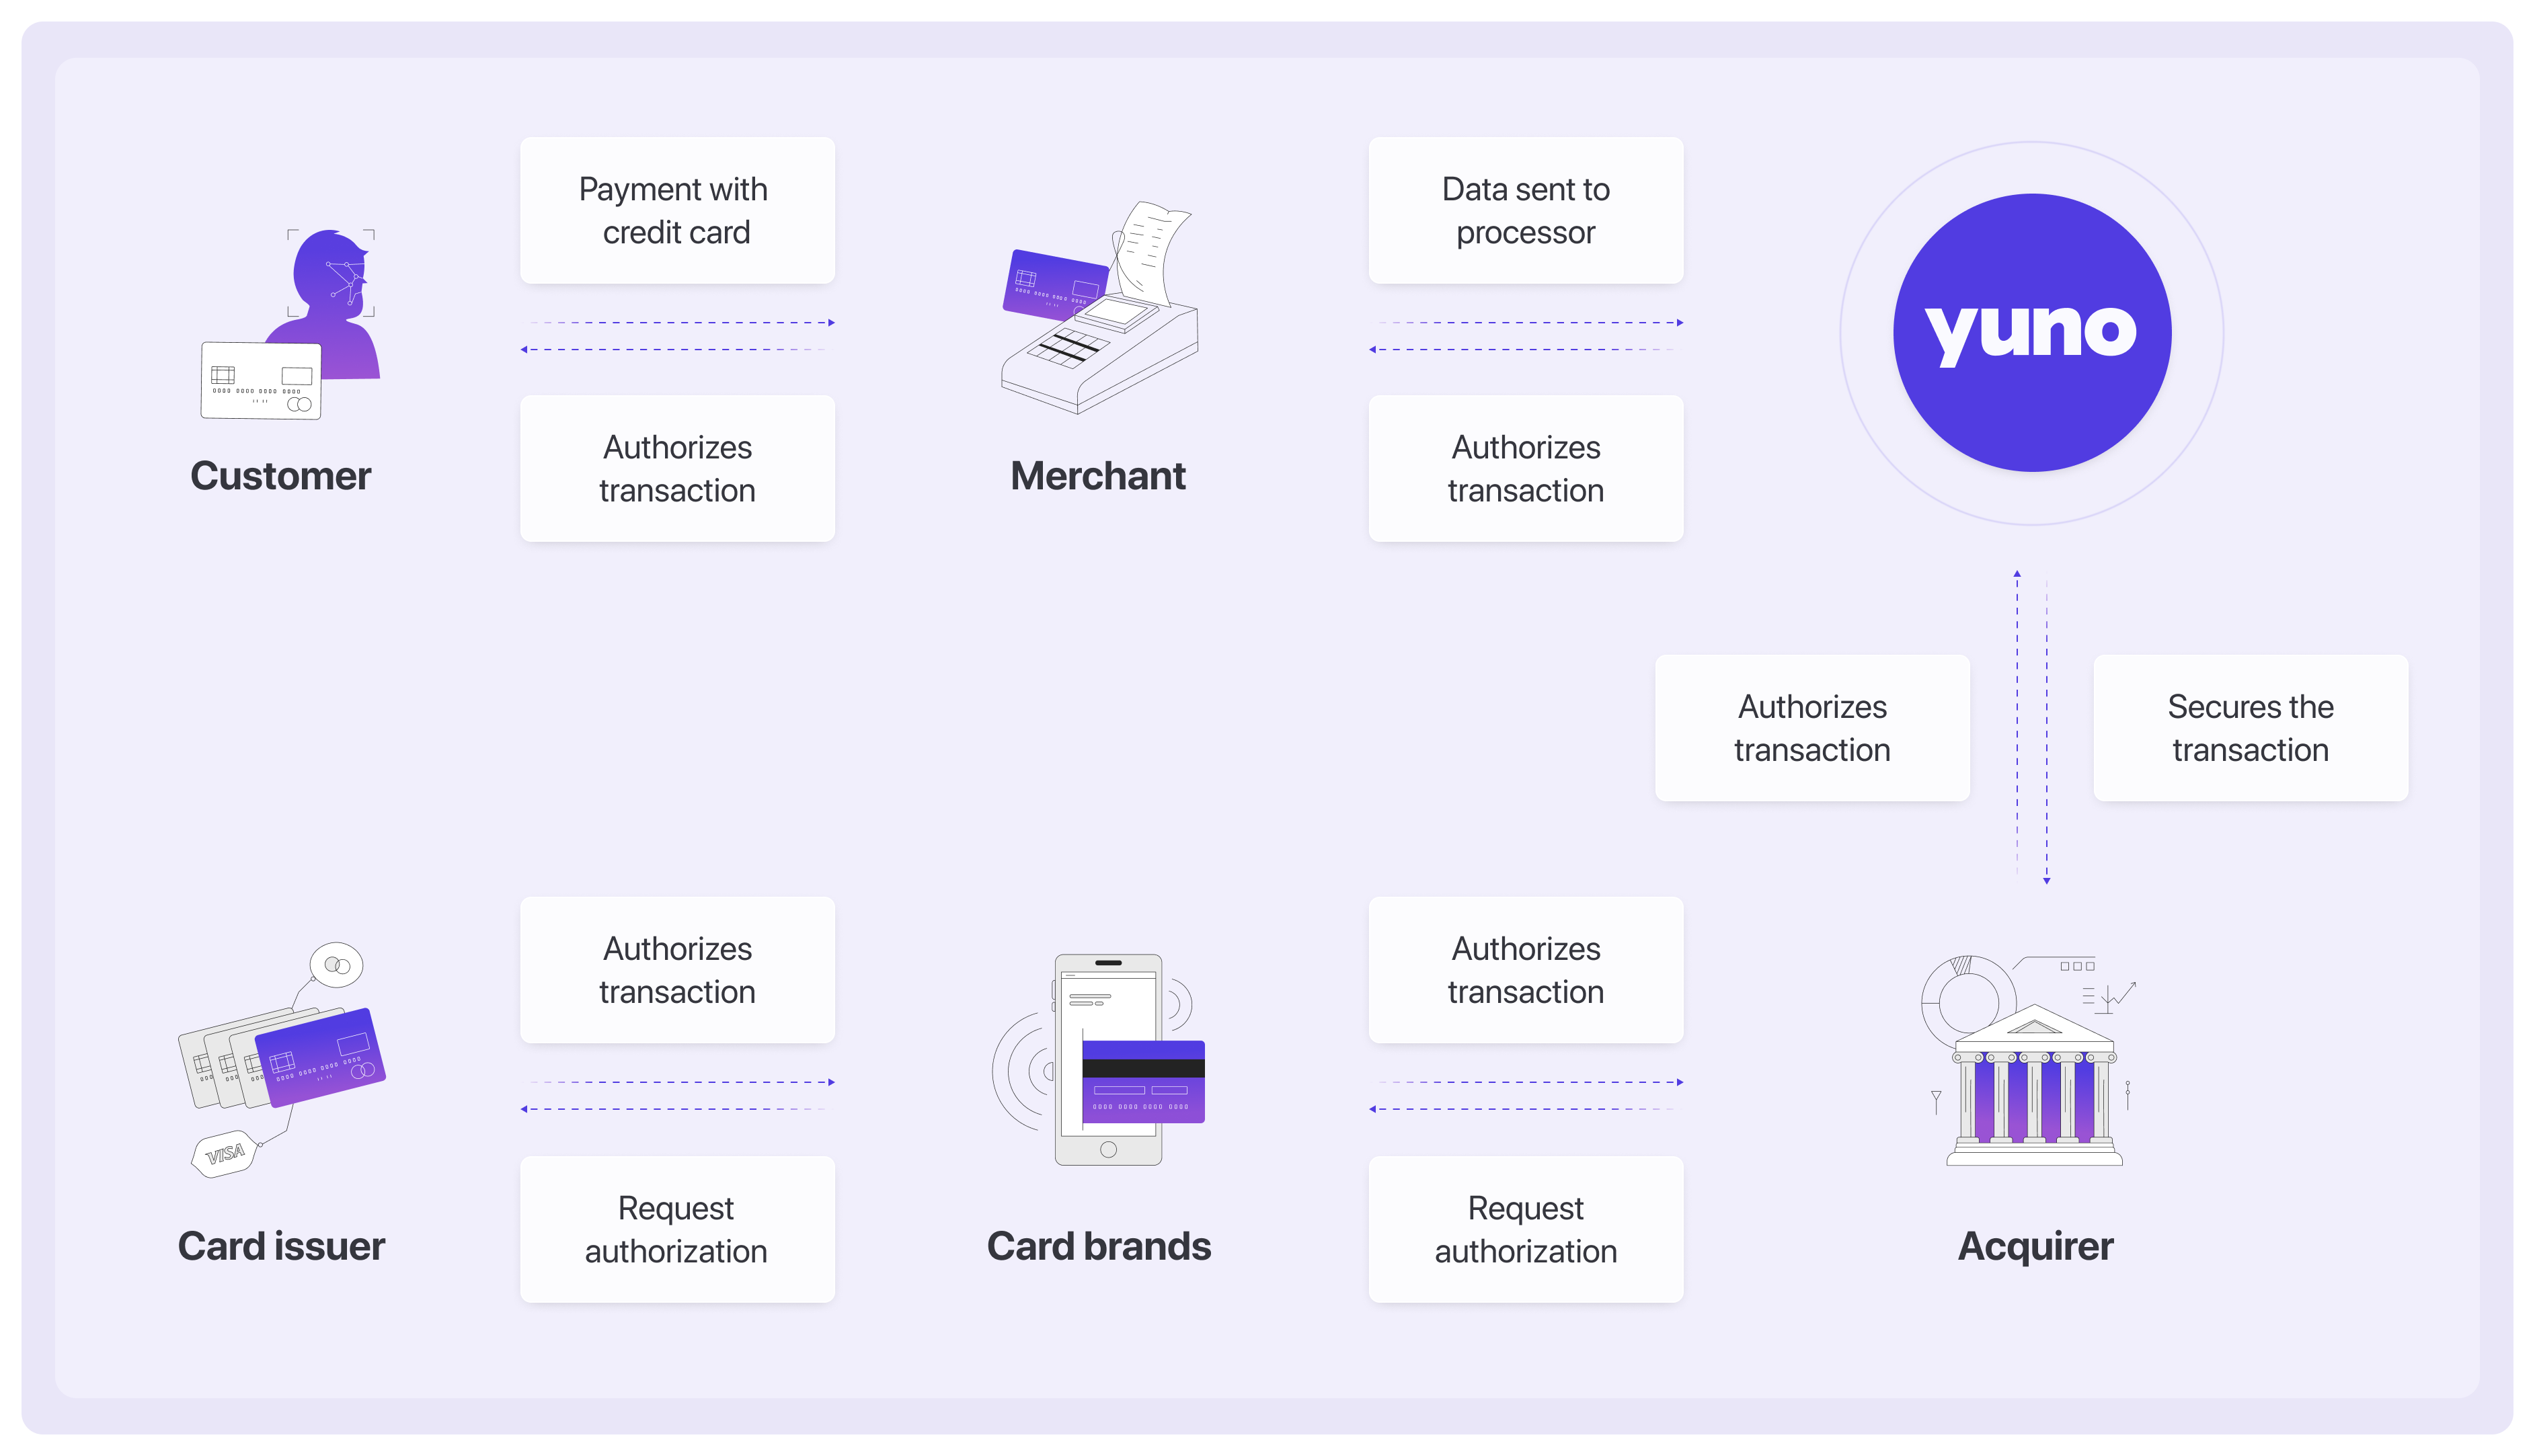 Payment with
credit card
Data sent to
processor
yuno
Authorizes
transaction
Authorizes
transaction
Customer
Merchant
Authorizes
transaction
Secures the
transaction
Authorizes
transaction
Authorizes
transaction
VISA
Request
authorization
Request
authorization
Card issuer
Card brands
Acquirer